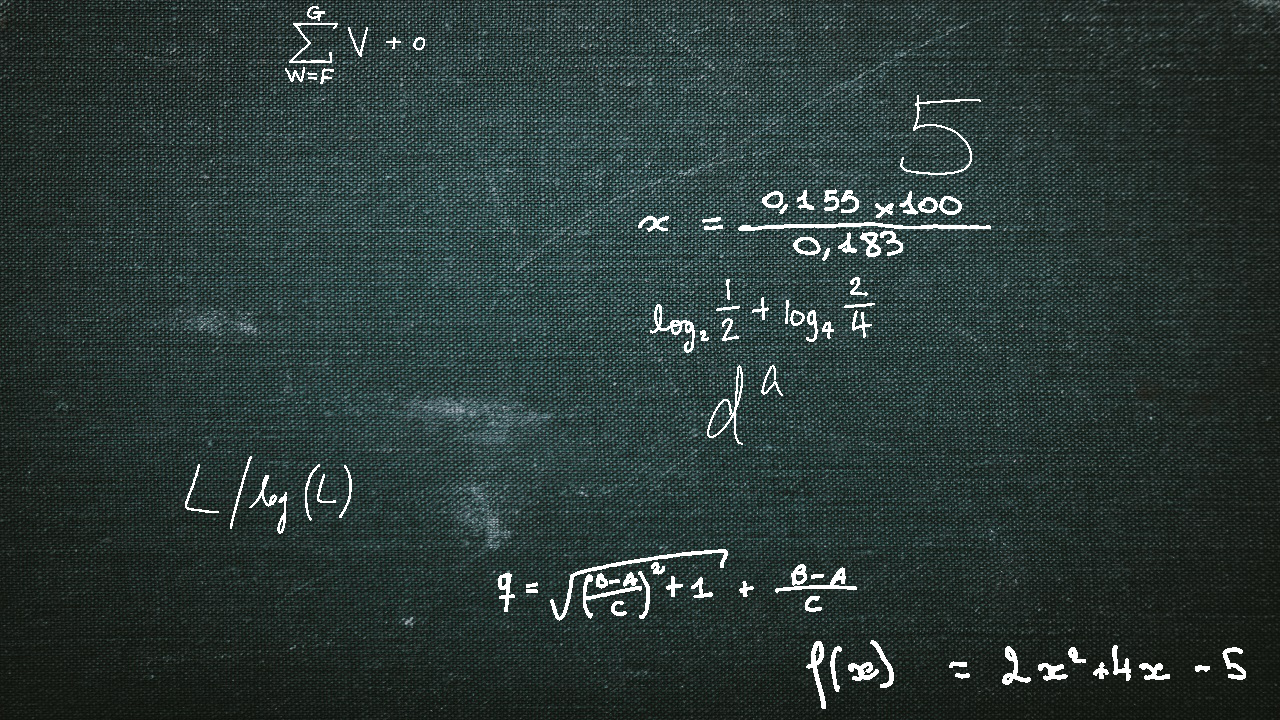 \sum_{W=F}^{G} V + 0
5
x = \frac{0,155 \times 100}{0,183}
\log_2 \frac{1}{2} + \log_4 \frac{2}{4}
d^a
L / \log (L)
q = \sqrt{\left(\frac{B-A}{C}\right)^2 + 1} + \frac{B-A}{C}
f(x) = 2x^2 + 4x - 5